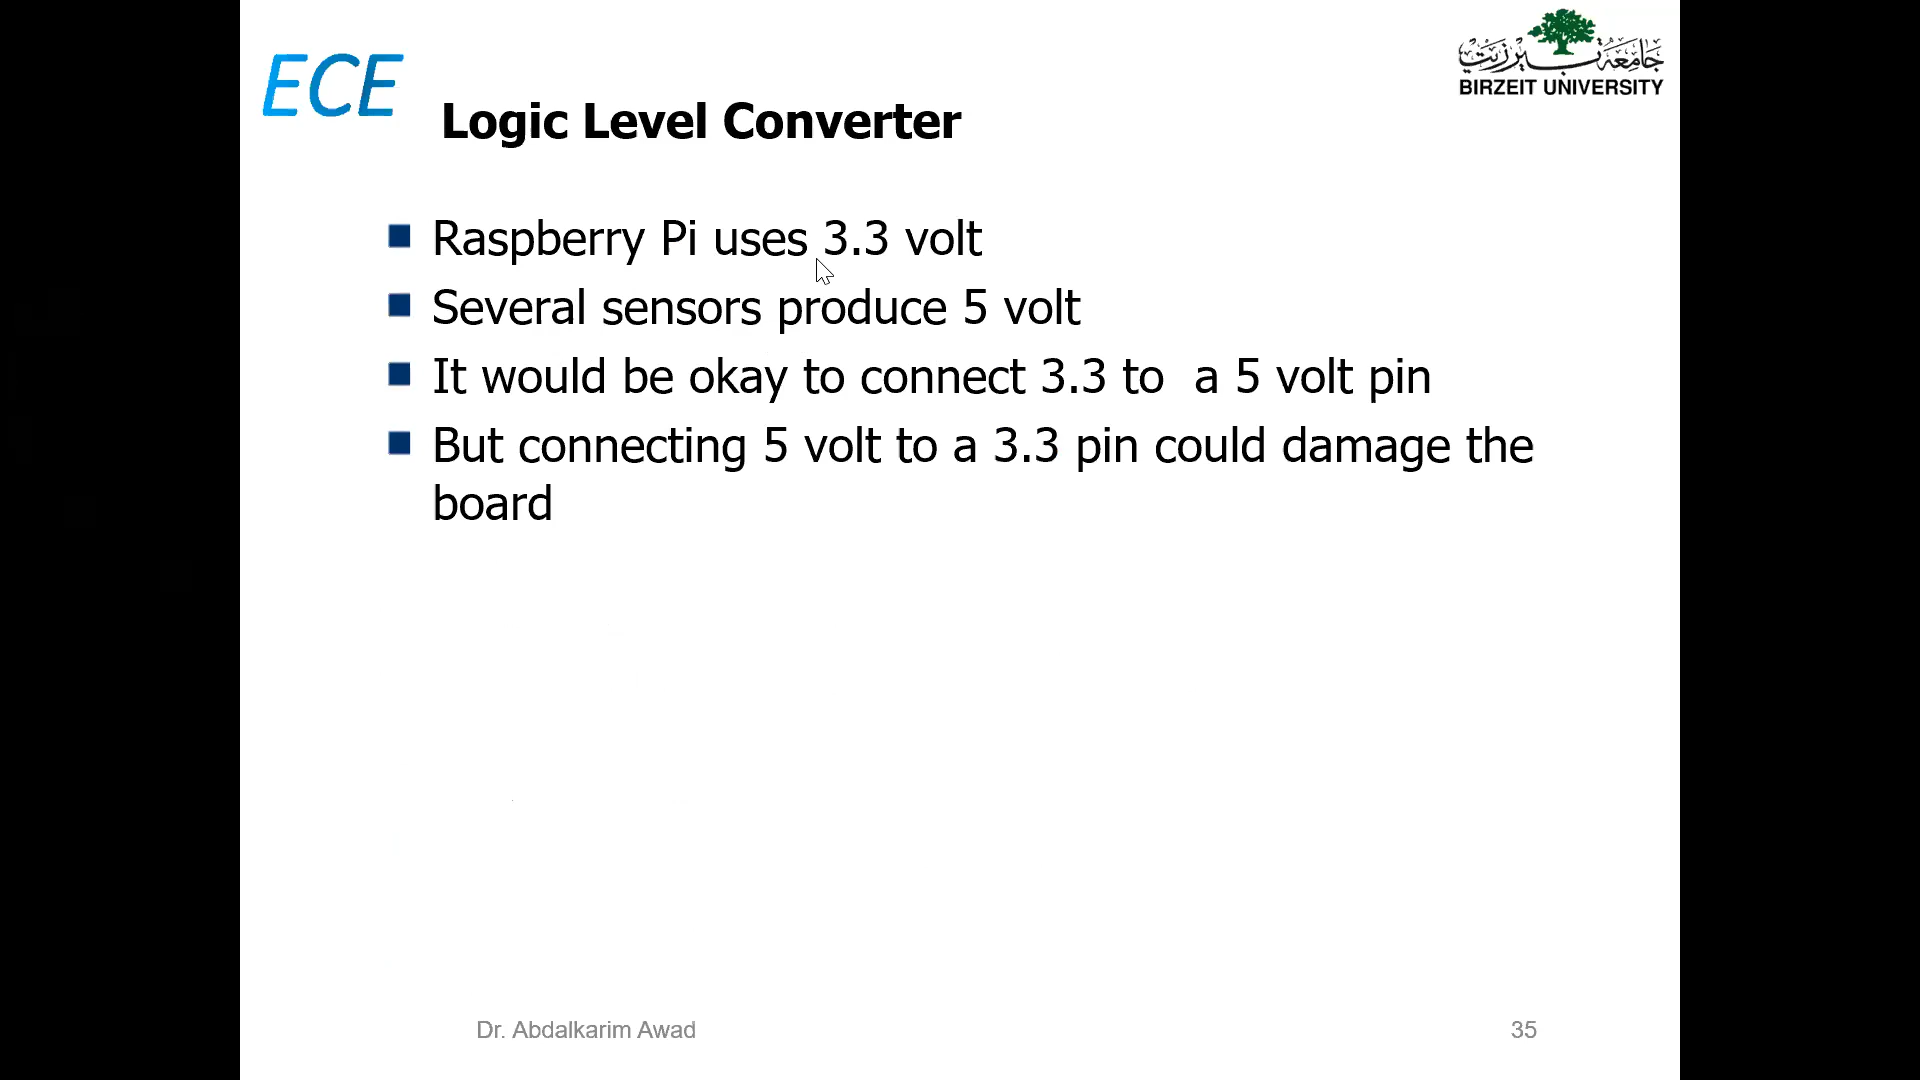 ECE
جامعة بيرزيت
BIRZEIT UNIVERSITY
Logic Level Converter
Raspberry Pi uses 3.3 volt
Several sensors produce 5 volt
It would be okay to connect 3.3 to  a 5 volt pin
But connecting 5 volt to a 3.3 pin could damage the
board
Dr. Abdalkarim Awad
35